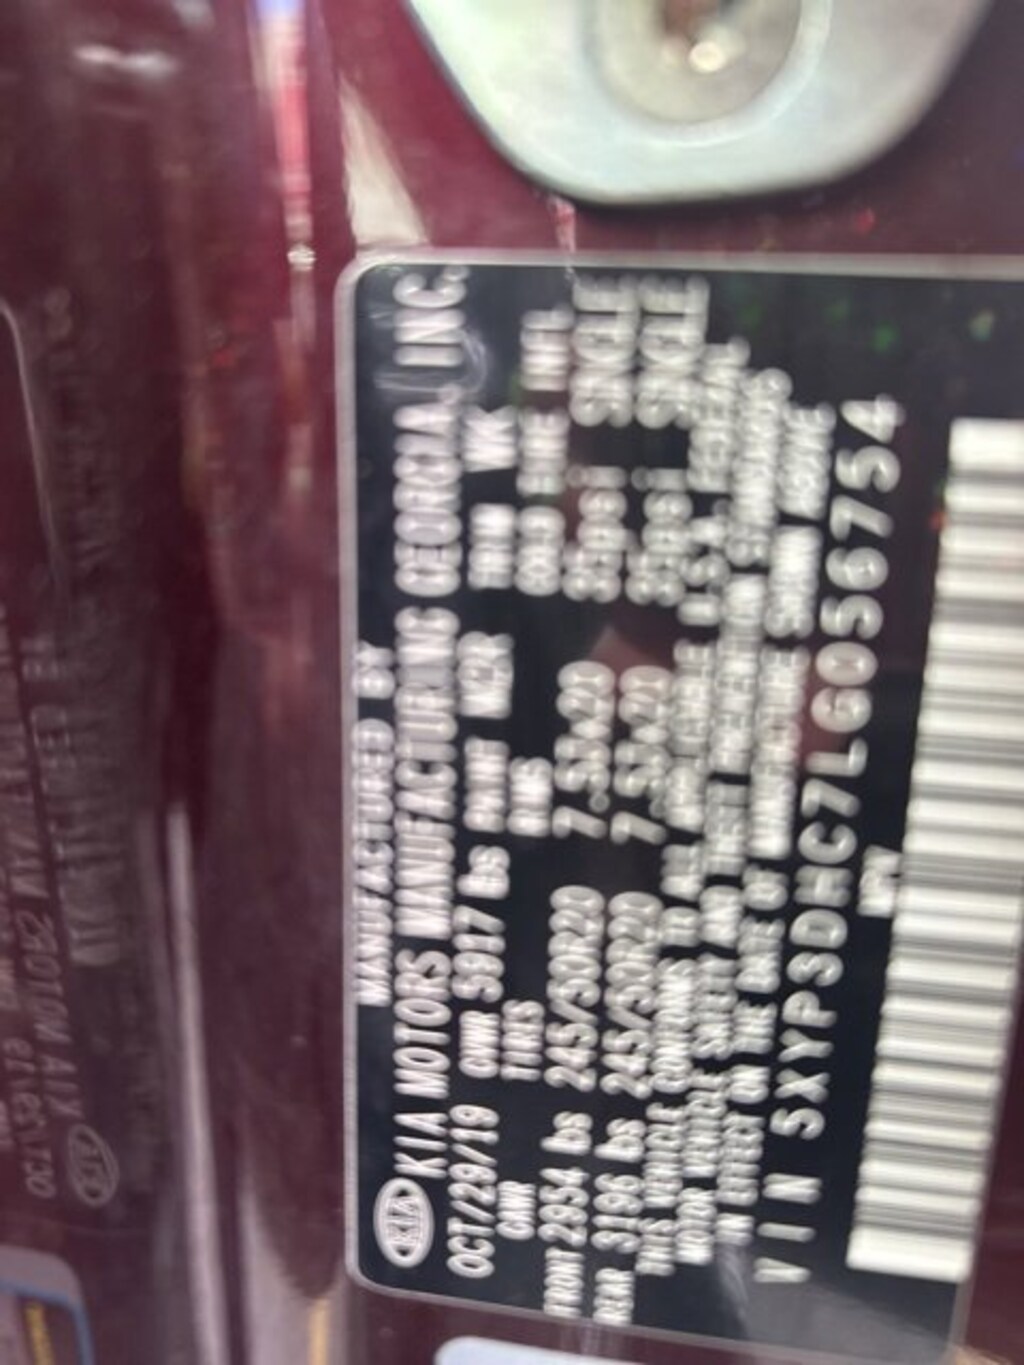 MANUFACTURED BY
KIA MOTORS MANUFACTURING GEORGIA, INC.
OCT/29/19 GVWR 5917 lbs PAINT TRIM WK
GAWR TIRES RIMS COLD TIRE INFL.
FRONT 2954 lbs 245/50R20 7.5Jx20 35psi SINGLE
REAR 3196 lbs 245/50R20 7.5Jx20 35psi SINGLE
THIS VEHICLE CONFORMS TO ALL APPLICABLE U.S.A. FEDERAL
MOTOR VEHICLE SAFETY AND THEFT PREVENTION STANDARDS
IN EFFECT ON THE DATE OF MANUFACTURE SHOWN ABOVE
VIN 5XYP3DHC7LG056754
MPV